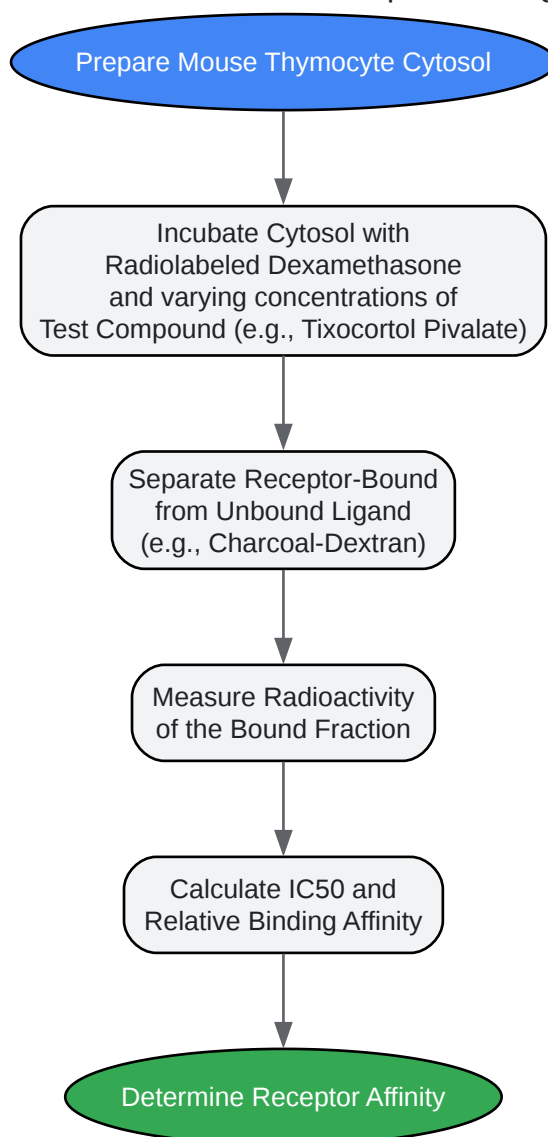 Prepare Mouse Thymocyte Cytosol
Incubate Cytosol with
Radiolabeled Dexamethasone
and varying concentrations of
Test Compound (e.g., Tixocortol Pivalate)
Separate Receptor-Bound
from Unbound Ligand
(e.g., Charcoal-Dextran)
Measure Radioactivity
of the Bound Fraction
Calculate IC50 and
Relative Binding Affinity
Determine Receptor Affinity